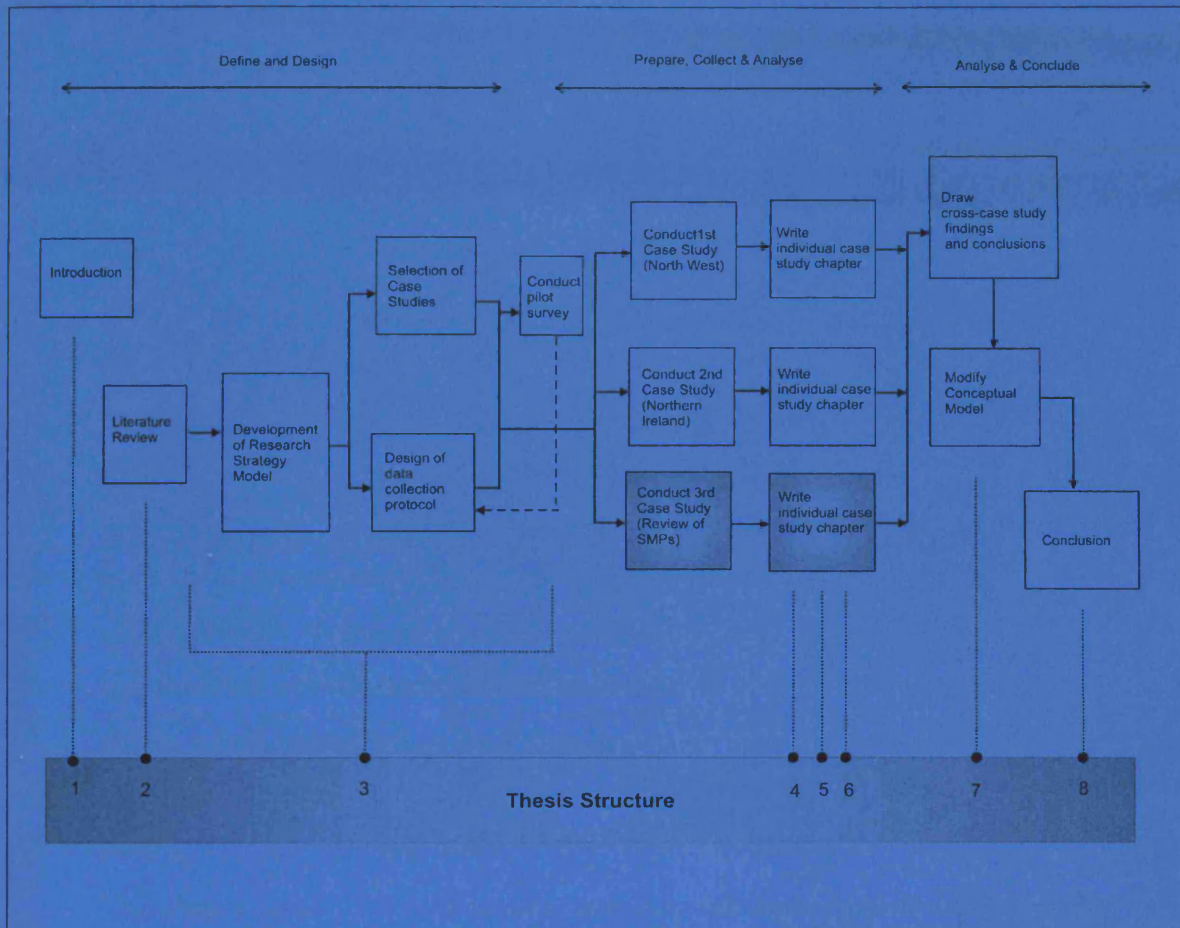 Define and Design
Prepare, Collect & Analyse
Analyse & Conclude
Introduction
Literature
Review
Development
of Research
Strategy
Model
Selection of
Case
Studies
Design of
data
collection
protocol
Conduct
pilot
survey
Conduct1st
Case Study
(North West)
Write
individual case
study chapter
Conduct 2nd
Case Study
(Northern
Ireland)
Write
individual case
study chapter
Conduct 3rd
Case Study
(Review of
SMPs)
Write
individual case
study chapter
Draw
cross-case study
findings
and conclusions
Modify
Conceptual
Model
Conclusion
1 2 3 4 5 6 7 8
Thesis Structure